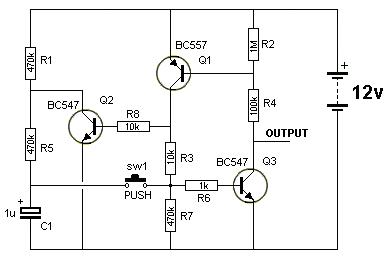 BC557
R1
470k
Q1
1M
R2
+
BC547
Q2
R8
10k
100k
R4
12v
OUTPUT
470k
R5
sw1
10k
R3
BC547
Q3
PUSH
1k
R6
+
1u
C1
470k
R7